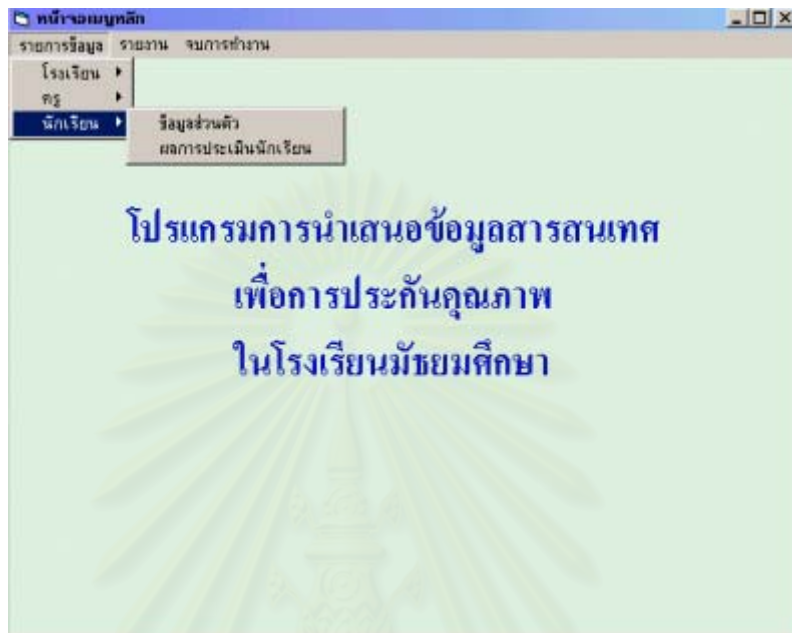 หน้าจอเมนูหลัก
รายการข้อมูล รายงาน จบการทำงาน
โรงเรียน
ครู
นักเรียน
ข้อมูลส่วนตัว
ผลการประเมินนักเรียน
โปรแกรมการนำเสนอข้อมูลสารสนเทศ
เพื่อการประกันคุณภาพ
ในโรงเรียนมัธยมศึกษา